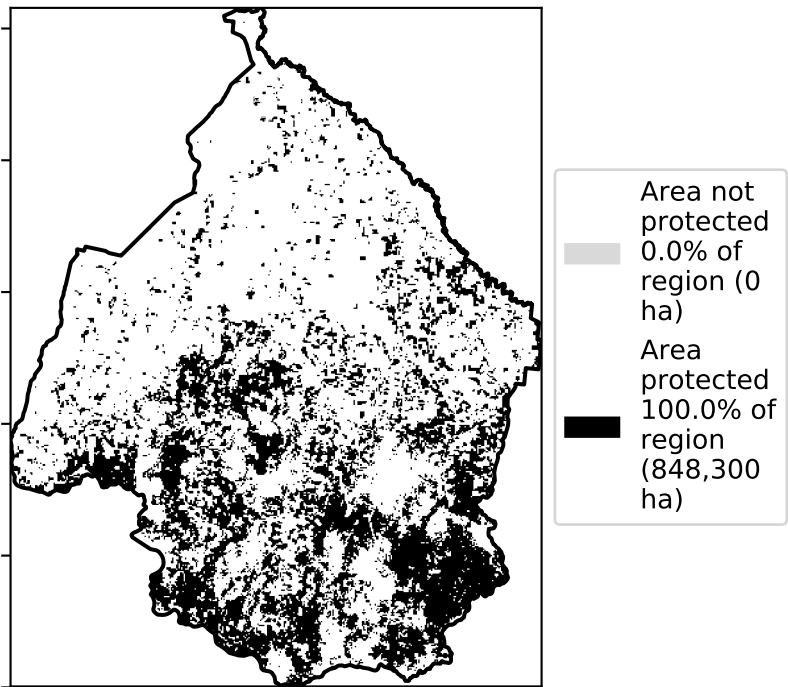 Area not
protected
0.0% of
region (0
ha)
Area
protected
100.0% of
region
(848,300
ha)